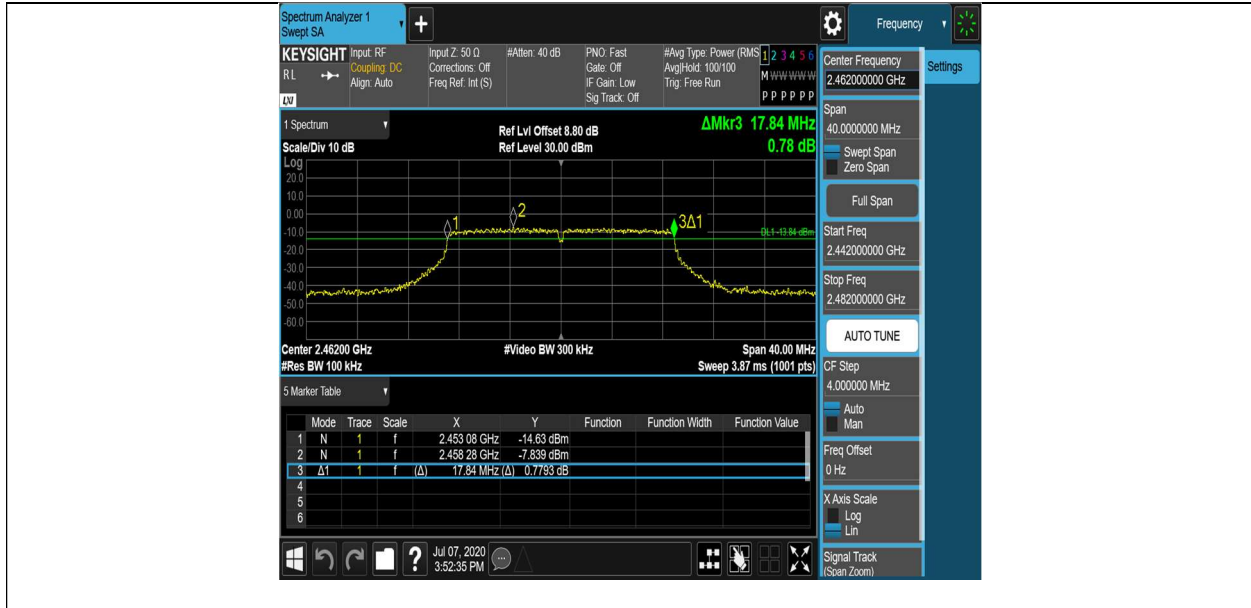 Spectrum Analyzer 1
Swept SA
Frequency
KEYSIGHT
RL
LXI
Input: RF
Coupling: DC
Align: Auto
Input Z: 50 Ω
Corrections: Off
Freq Ref: Int (S)
#Atten: 40 dB
PNO: Fast
Gate: Off
IF Gain: Low
Sig Track: Off
#Avg Type: Power (RMS
Avg|Hold: 100/100
Trig: Free Run
1 2 3 4 5 6
M W W W W W
P P P P P P
1 Spectrum
Scale/Div 10 dB
Ref Lvl Offset 8.80 dB
Ref Level 30.00 dBm
ΔMkr3 17.84 MHz
0.78 dB
Log
20.0
10.0
0.00
-10.0
-20.0
-30.0
-40.0
-50.0
-60.0
1
2
3Δ1
DL1 -13.84 dBm
Center 2.46200 GHz
#Res BW 100 kHz
#Video BW 300 kHz
Span 40.00 MHz
Sweep 3.87 ms (1001 pts)
5 Marker Table
Mode Trace Scale X Y Function Function Width Function Value
1 N 1 f 2.453 08 GHz -14.63 dBm
2 N 1 f 2.458 28 GHz -7.839 dBm
3 Δ1 1 f (Δ) 17.84 MHz (Δ) 0.7793 dB
4
5
6
Jul 07, 2020
3:52:35 PM
Center Frequency
2.462000000 GHz
Settings
Span
40.0000000 MHz
Swept Span
Zero Span
Full Span
Start Freq
2.442000000 GHz
Stop Freq
2.482000000 GHz
AUTO TUNE
CF Step
4.000000 MHz
Auto
Man
Freq Offset
0 Hz
X Axis Scale
Log
Lin
Signal Track
(Span Zoom)